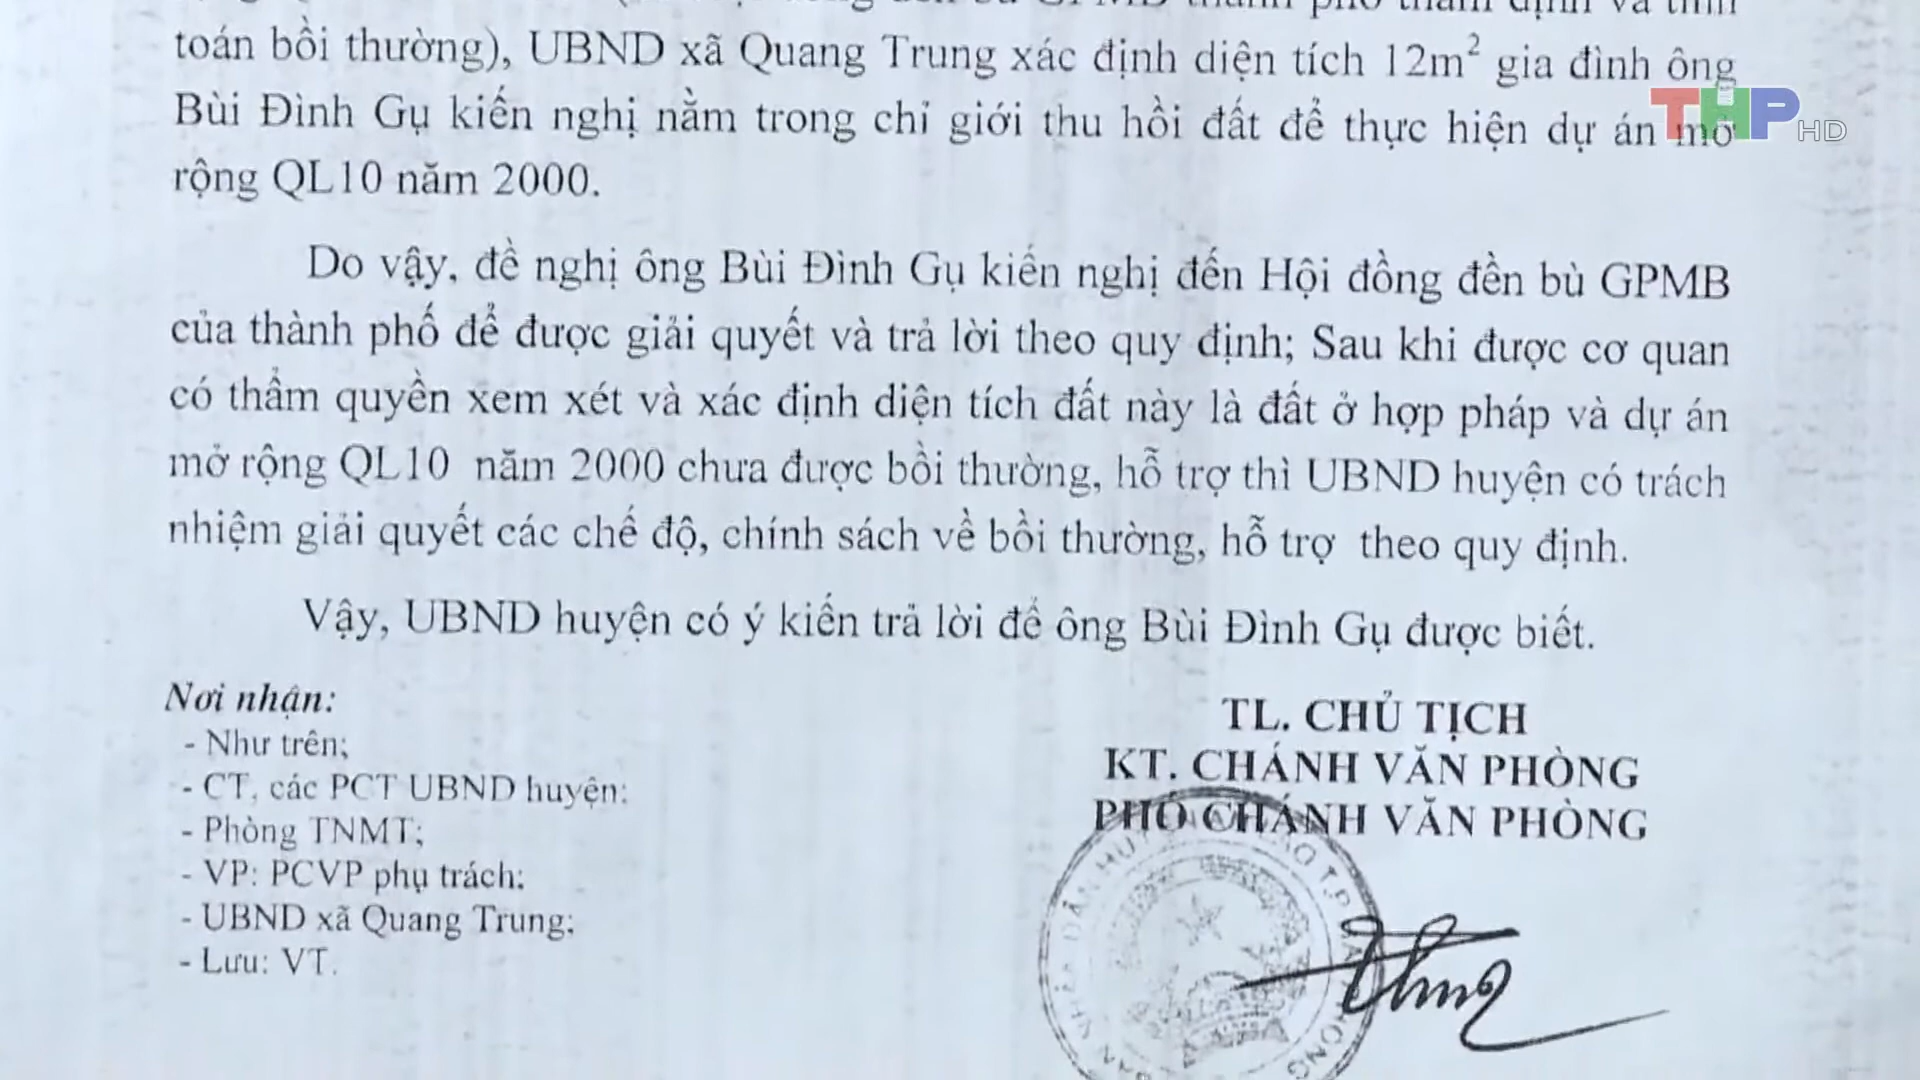 toán bồi thường), UBND xã Quang Trung xác định diện tích 12m² gia đình ông
Bùi Đình Gụ kiến nghị nằm trong chỉ giới thu hồi đất để thực hiện dự án mở
rộng QL10 năm 2000.
THP HD
Do vậy, đề nghị ông Bùi Đình Gụ kiến nghị đến Hội đồng đền bù GPMB
của thành phố để được giải quyết và trả lời theo quy định; Sau khi được cơ quan
có thẩm quyền xem xét và xác định diện tích đất này là đất ở hợp pháp và dự án
mở rộng QL10 năm 2000 chưa được bồi thường, hỗ trợ thì UBND huyện có trách
nhiệm giải quyết các chế độ, chính sách về bồi thường, hỗ trợ theo quy định.
Vậy, UBND huyện có ý kiến trả lời để ông Bùi Đình Gụ được biết.
Nơi nhận:
- Như trên;
- CT, các PCT UBND huyện;
- Phòng TNMT;
- VP: PCVP phụ trách;
- UBND xã Quang Trung;
- Lưu: VT.
TL. CHỦ TỊCH
KT. CHÁNH VĂN PHÒNG
PHÓ CHÁNH VĂN PHÒNG